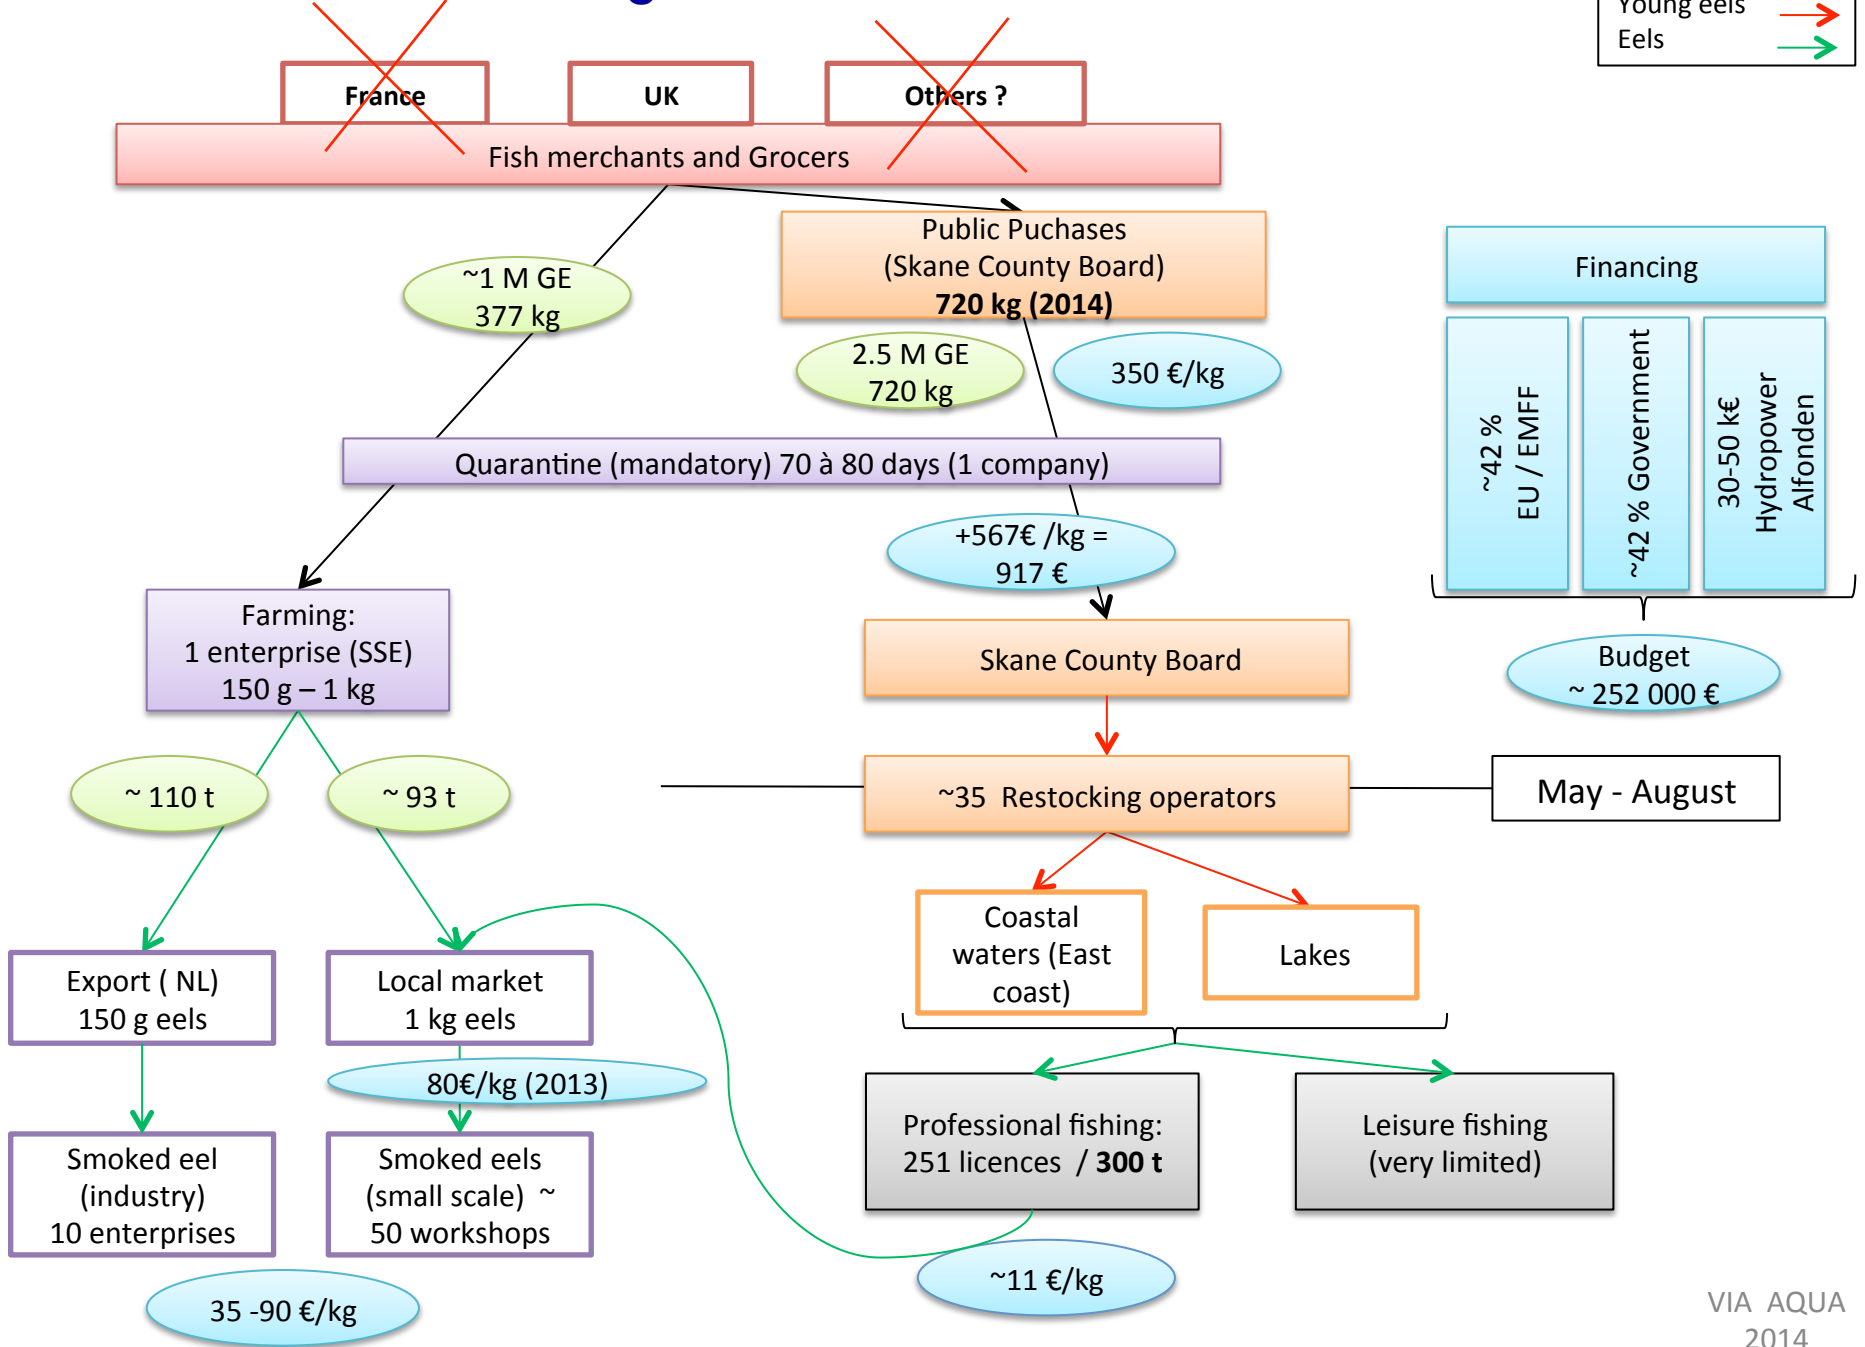 Young eels
Eels
France
UK
Others ?
Fish merchants and Grocers
Public Puchases
(Skane County Board)
720 kg (2014)
~1 M GE
377 kg
2.5 M GE
720 kg
350 €/kg
Financing
~42 %
EU / EMFF
~42 % Government
30-50 k€
Hydropower
Alfonden
Quarantine (mandatory) 70 à 80 days (1 company)
+567€ /kg =
917 €
Farming:
1 enterprise (SSE)
150 g – 1 kg
Skane County Board
Budget
~ 252 000 €
~ 110 t
~ 93 t
~35 Restocking operators
May - August
Coastal
waters (East
coast)
Lakes
Export ( NL)
150 g eels
Local market
1 kg eels
80€/kg (2013)
Professional fishing:
251 licences / 300 t
Leisure fishing
(very limited)
Smoked eel
(industry)
10 enterprises
Smoked eels
(small scale) ~
50 workshops
~11 €/kg
35 -90 €/kg
VIA AQUA
2014